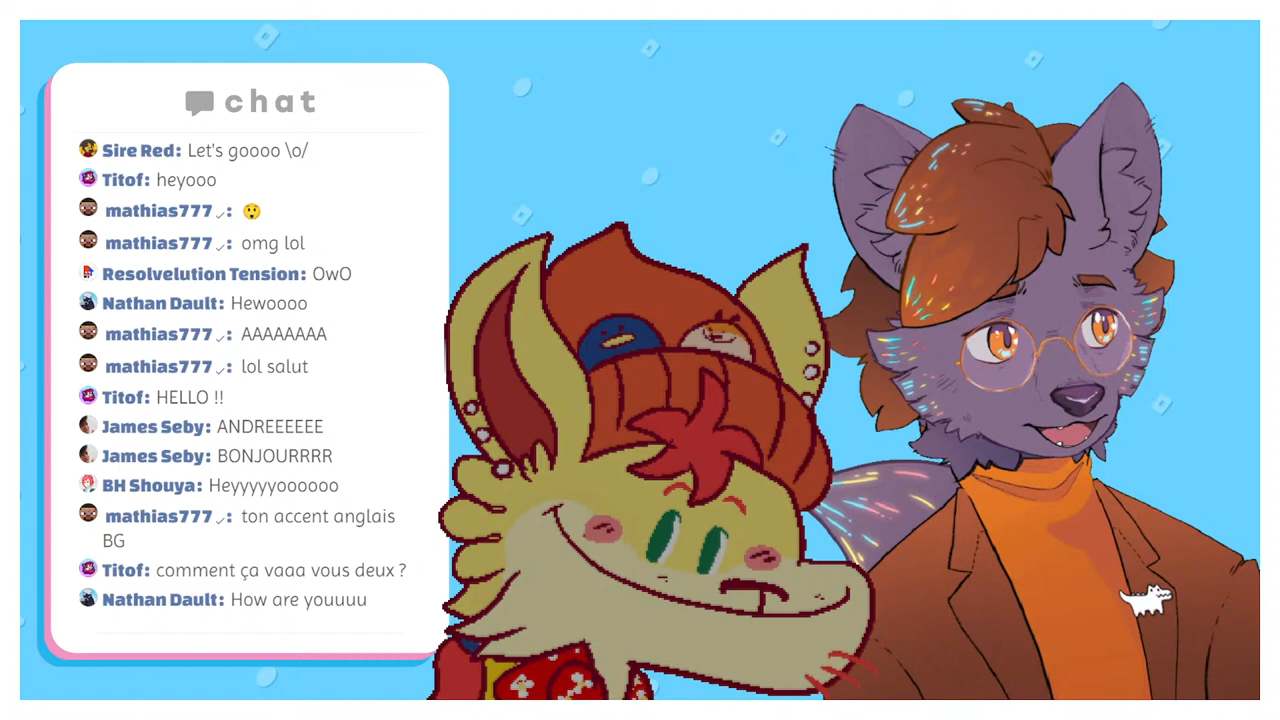 chat
Sire Red: Let's goooo \o/
Titof: heyooo
mathias777 ✓: 😲
mathias777 ✓: omg lol
Resolvelution Tension: OwO
Nathan Dault: Hewoooo
mathias777 ✓: AAAAAAAA
mathias777 ✓: lol salut
Titof: HELLO !!
James Seby: ANDREEEEEE
James Seby: BONJOURRRR
BH Shouya: Heyyyyyoooooo
mathias777 ✓: ton accent anglais
BG
Titof: comment ça vaaa vous deux ?
Nathan Dault: How are youuuu